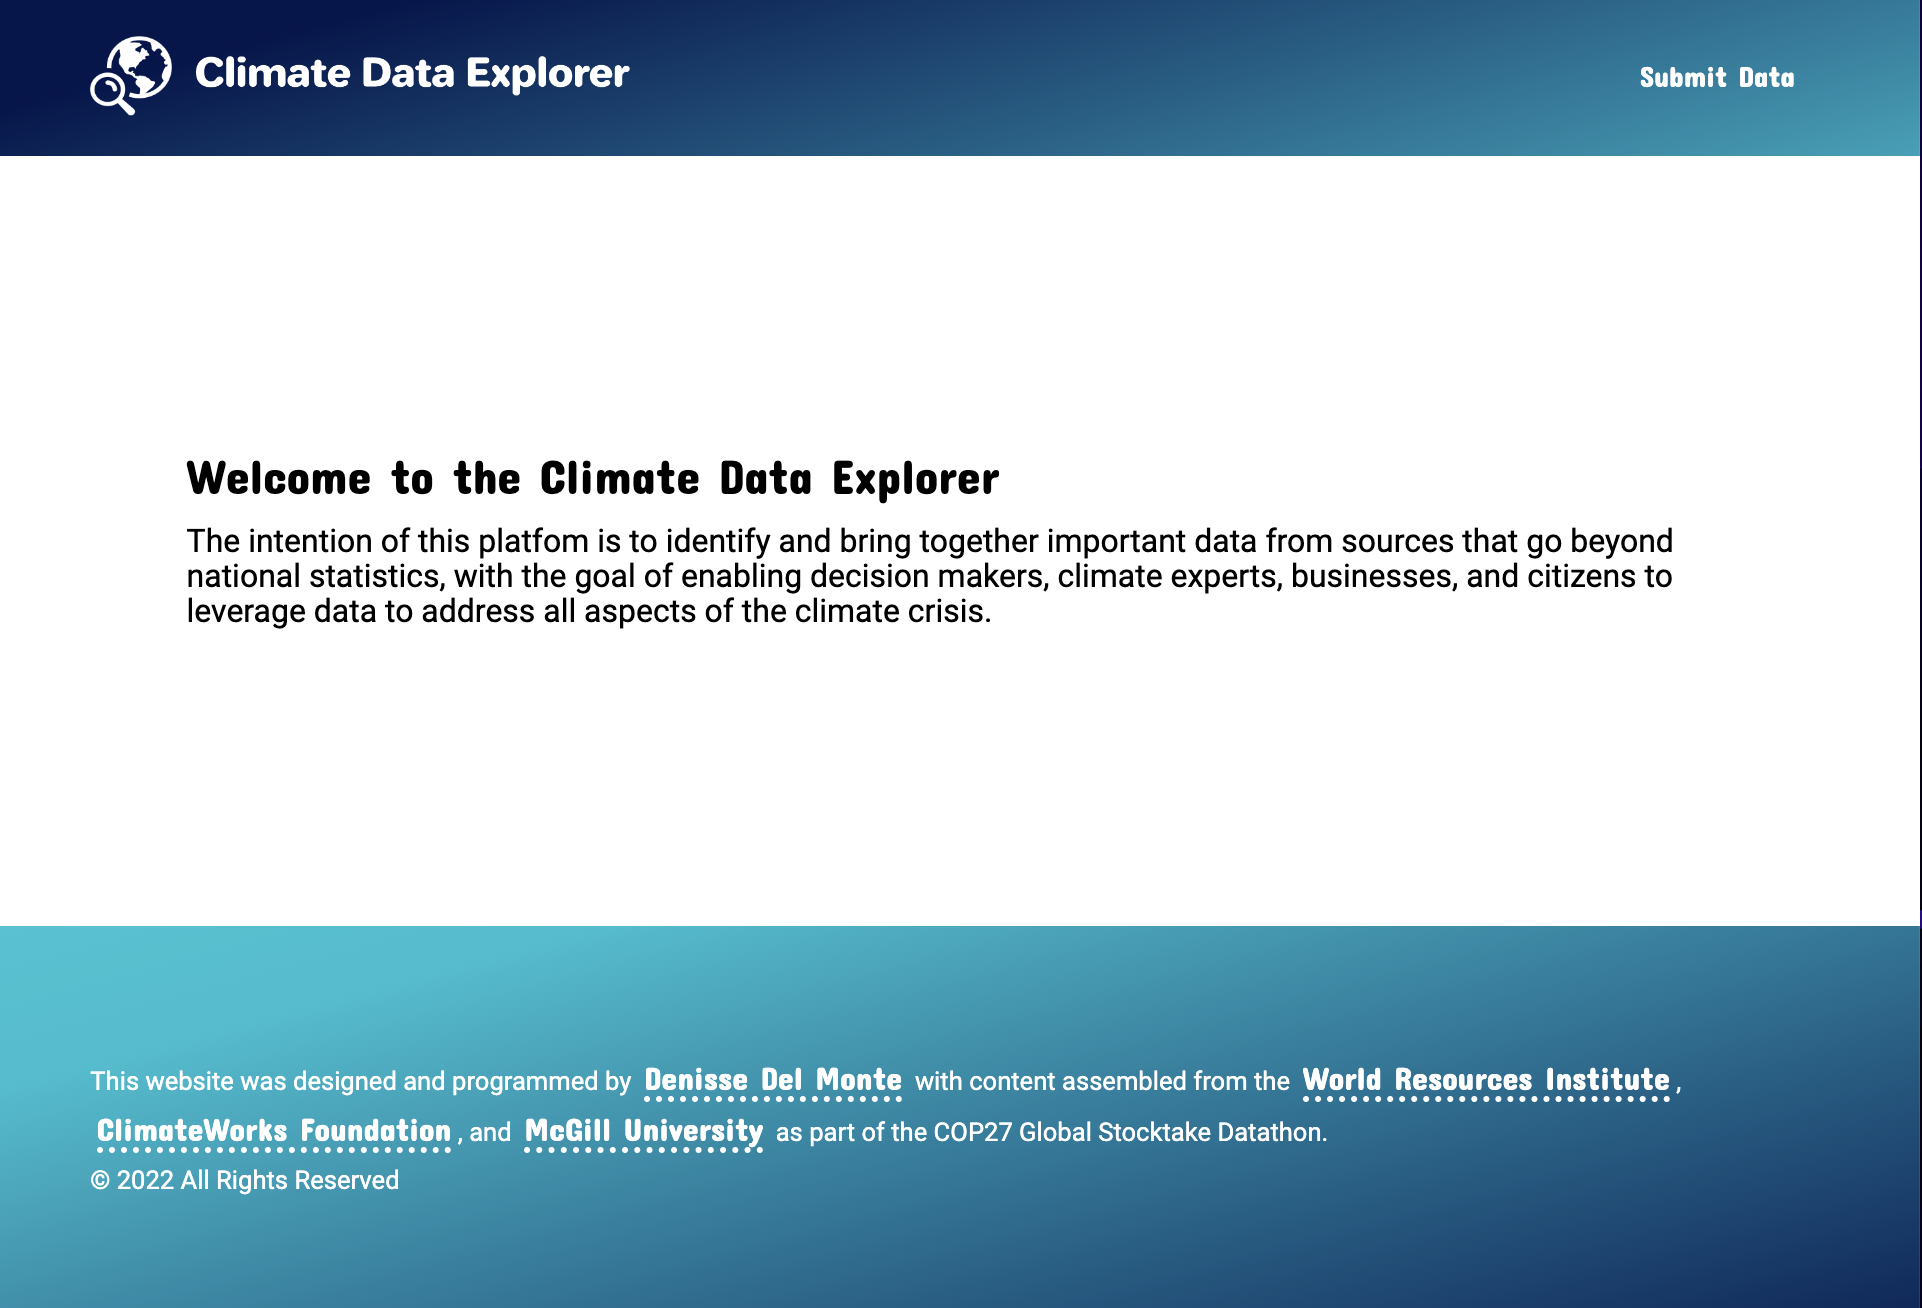 Climate Data Explorer
Submit Data
Welcome to the Climate Data Explorer
The intention of this platfom is to identify and bring together important data from sources that go beyond
national statistics, with the goal of enabling decision makers, climate experts, businesses, and citizens to
leverage data to address all aspects of the climate crisis.
This website was designed and programmed by Denisse Del Monte with content assembled from the World Resources Institute ,
ClimateWorks Foundation , and McGill University as part of the COP27 Global Stocktake Datathon.
© 2022 All Rights Reserved